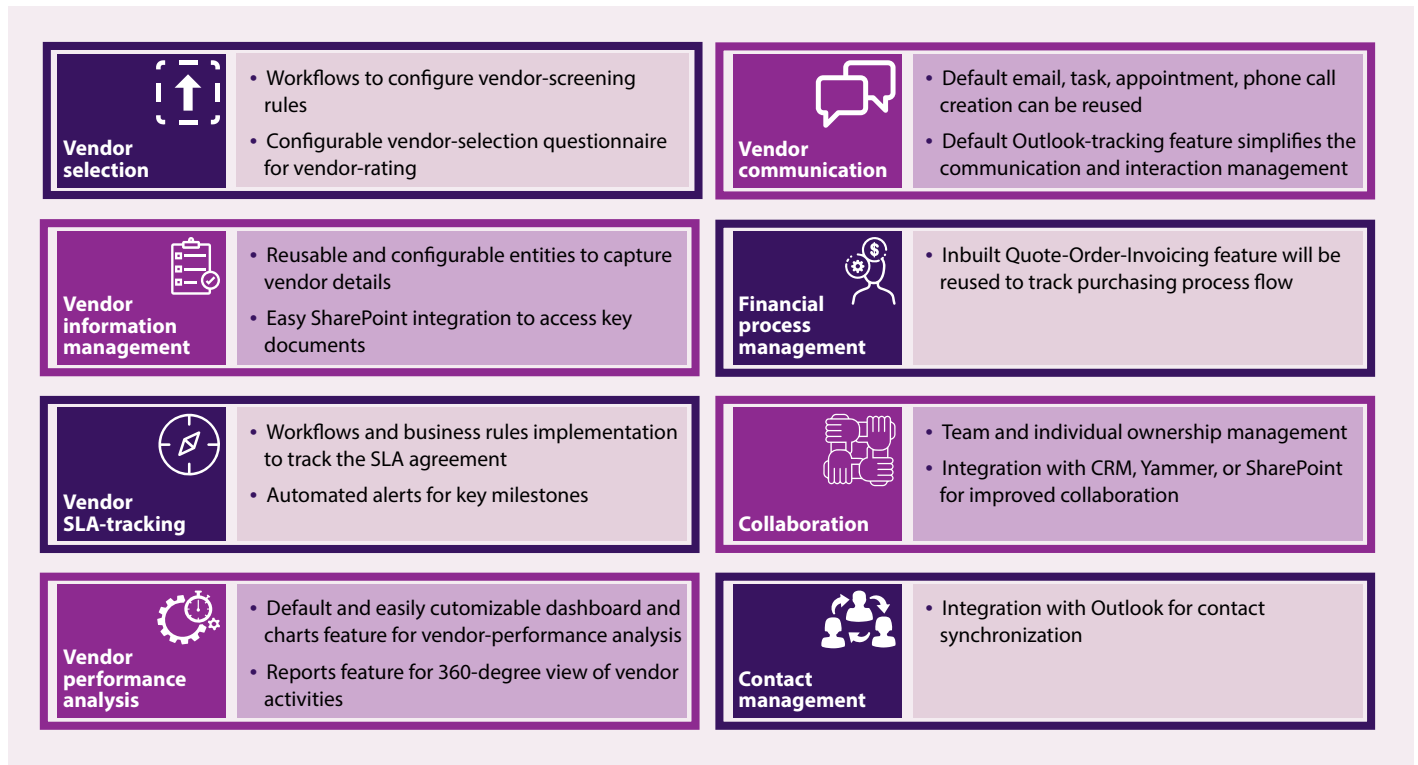 Vendor
selection
• Workflows to configure vendor-screening
rules
• Configurable vendor-selection questionnaire
for vendor-rating
Vendor
communication
• Default email, task, appointment, phone call
creation can be reused
• Default Outlook-tracking feature simplifies the
communication and interaction management
Vendor
information
management
• Reusable and configurable entities to capture
vendor details
• Easy SharePoint integration to access key
documents
$
Financial
process
management
• Inbuilt Quote-Order-Invoicing feature will be
reused to track purchasing process flow
Vendor
SLA-tracking
• Workflows and business rules implementation
to track the SLA agreement
• Automated alerts for key milestones
Collaboration
• Team and individual ownership management
• Integration with CRM, Yammer, or SharePoint
for improved collaboration
Vendor
performance
analysis
• Default and easily cutomizable dashboard and
charts feature for vendor-performance analysis
• Reports feature for 360-degree view of vendor
activities
Contact
management
• Integration with Outlook for contact
synchronization